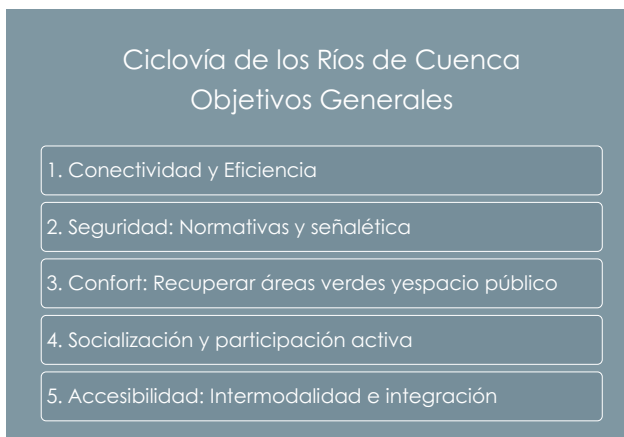 Ciclovía de los Ríos de Cuenca
Objetivos Generales
1. Conectividad y Eficiencia
2. Seguridad: Normativas y señalética
3. Confort: Recuperar áreas verdes yespacio público
4. Socialización y participación activa
5. Accesibilidad: Intermodalidad e integración